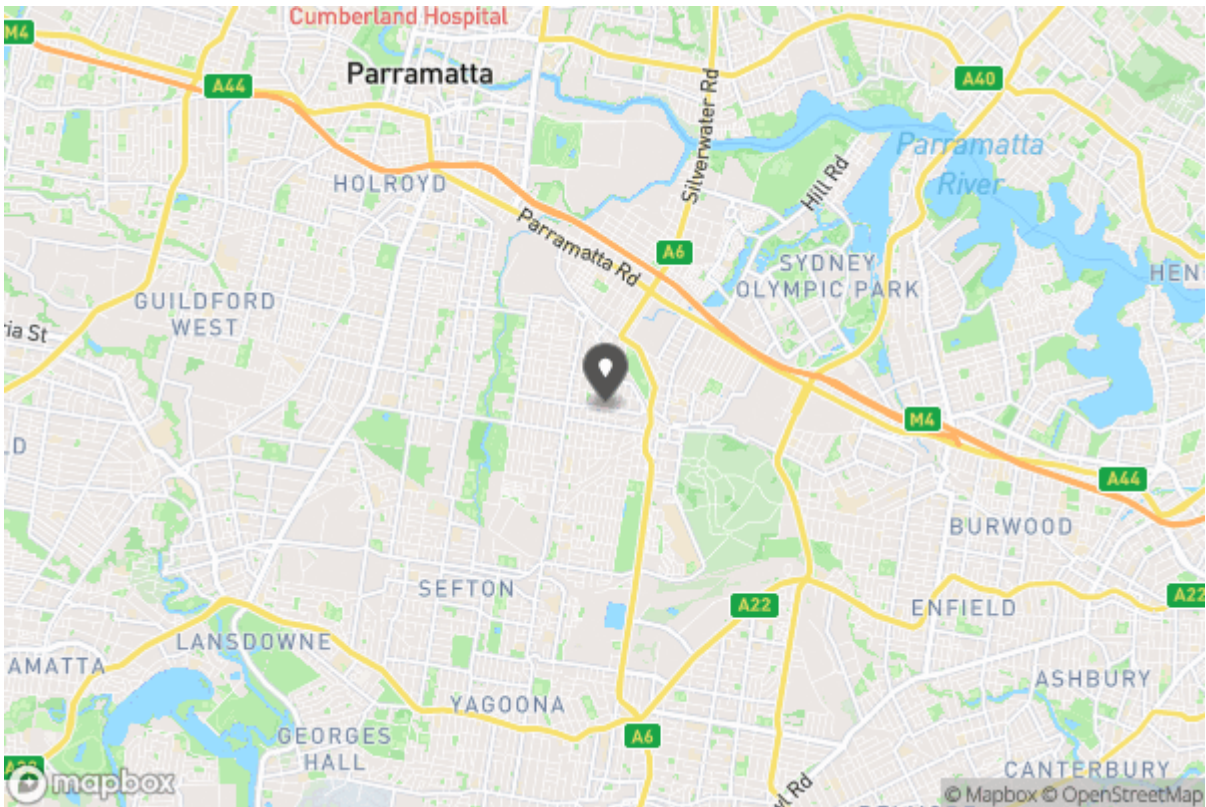 Cumberland Hospital
M4
Parramatta
A44
A40
Silverwater Rd
Parramatta
River
Hill Rd
HOLROYD
Parramatta Rd
A6
SYDNEY
OLYMPIC PARK
HEN
GUILDFORD
WEST
ria St
M4
LD
A44
BURWOOD
SEFTON
A22
ENFIELD
A22
LANSDOWNE
AMATTA
ASHBURY
YAGOONA
A6
GEORGES
HALL
CANTERBURY
mapbox
© Mapbox © OpenStreetMap